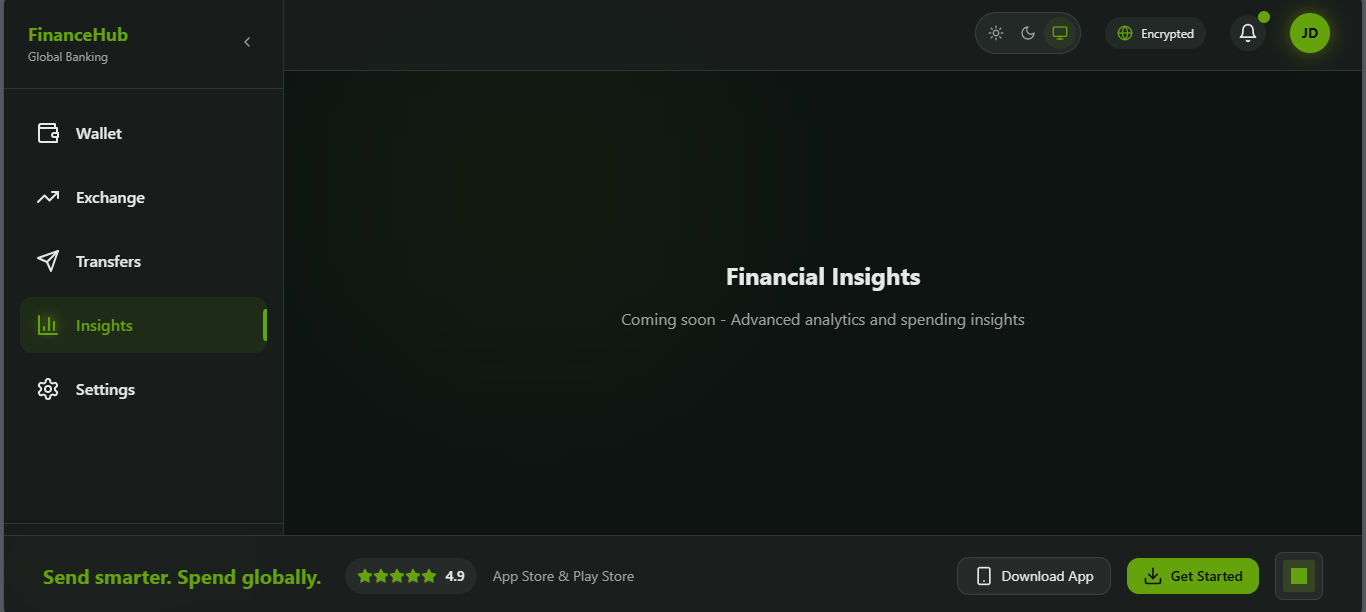 FinanceHub
Global Banking
Encrypted
JD
Wallet
Exchange
Transfers
Insights
Settings
Financial Insights
Coming soon - Advanced analytics and spending insights
Send smarter. Spend globally.
4.9
App Store & Play Store
Download App
Get Started